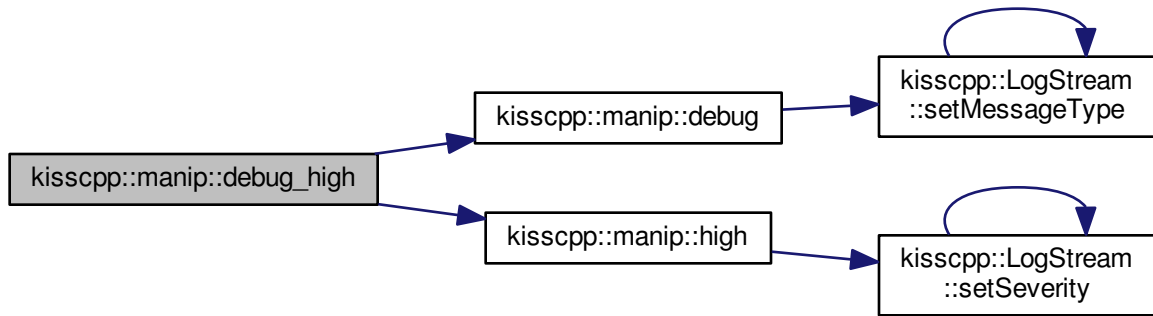 kisscpp::manip::debug_high
kisscpp::manip::debug
kisscpp::LogStream
::setMessageType
kisscpp::manip::high
kisscpp::LogStream
::setSeverity